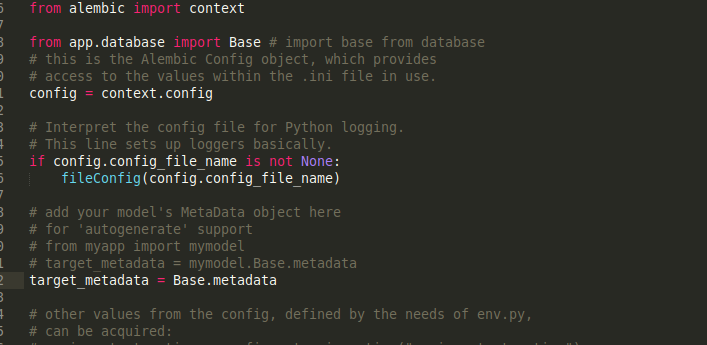 6 from alembic import context
7
8 from app.database import Base # import base from database
9 # this is the Alembic Config object, which provides
0 # access to the values within the .ini file in use.
1 config = context.config
2
3 # Interpret the config file for Python logging.
4 # This line sets up loggers basically.
5 if config.config_file_name is not None:
6     fileConfig(config.config_file_name)
7
8 # add your model's MetaData object here
9 # for 'autogenerate' support
0 # from myapp import mymodel
1 # target_metadata = mymodel.Base.metadata
2 target_metadata = Base.metadata
3
4 # other values from the config, defined by the needs of env.py,
5 # can be acquired: